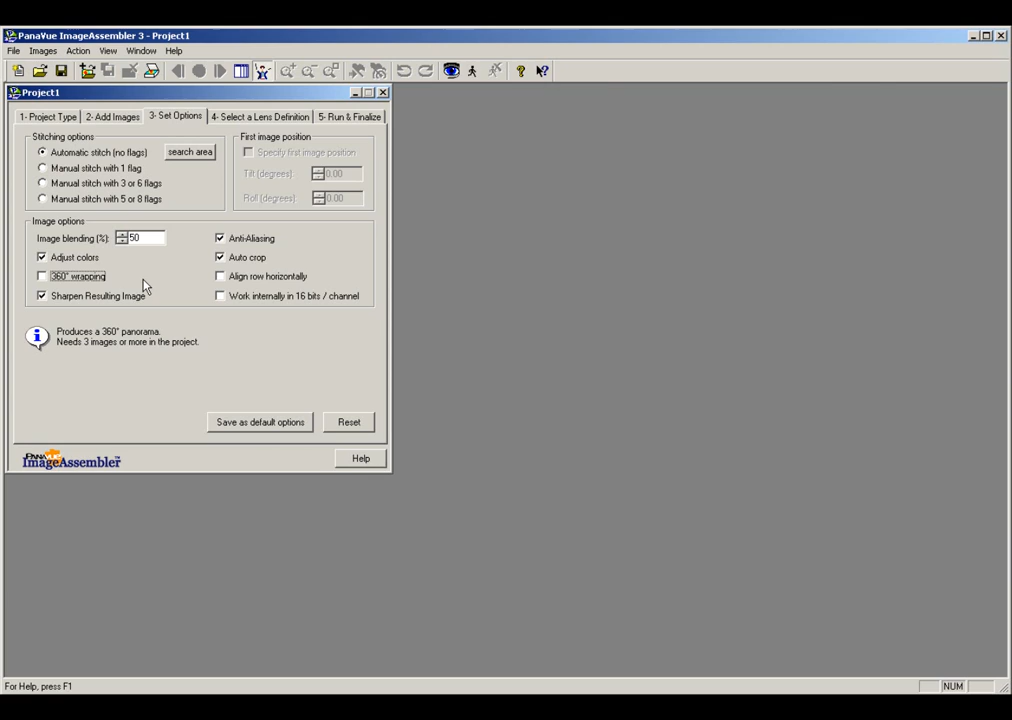 PanaVue ImageAssembler 3 - Project1
File Images Action View Window Help
Project1
1- Project Type 2- Add Images 3- Set Options 4- Select a Lens Definition 5- Run & Finalize
Stitching options
Automatic stitch (no flags) search area
Manual stitch with 1 flag
Manual stitch with 3 or 6 flags
Manual stitch with 5 or 8 flags
First image position
Specify first image position
Tilt (degrees): 0.00
Roll (degrees): 0.00
Image options
Image blending (%): 50 Anti-Aliasing
Adjust colors Auto crop
360° wrapping Align row horizontally
Sharpen Resulting Image Work internally in 16 bits / channel
Produces a 360° panorama.
Needs 3 images or more in the project.
Save as default options Reset
PANAVUE
ImageAssembler™ Help
For Help, press F1 NUM